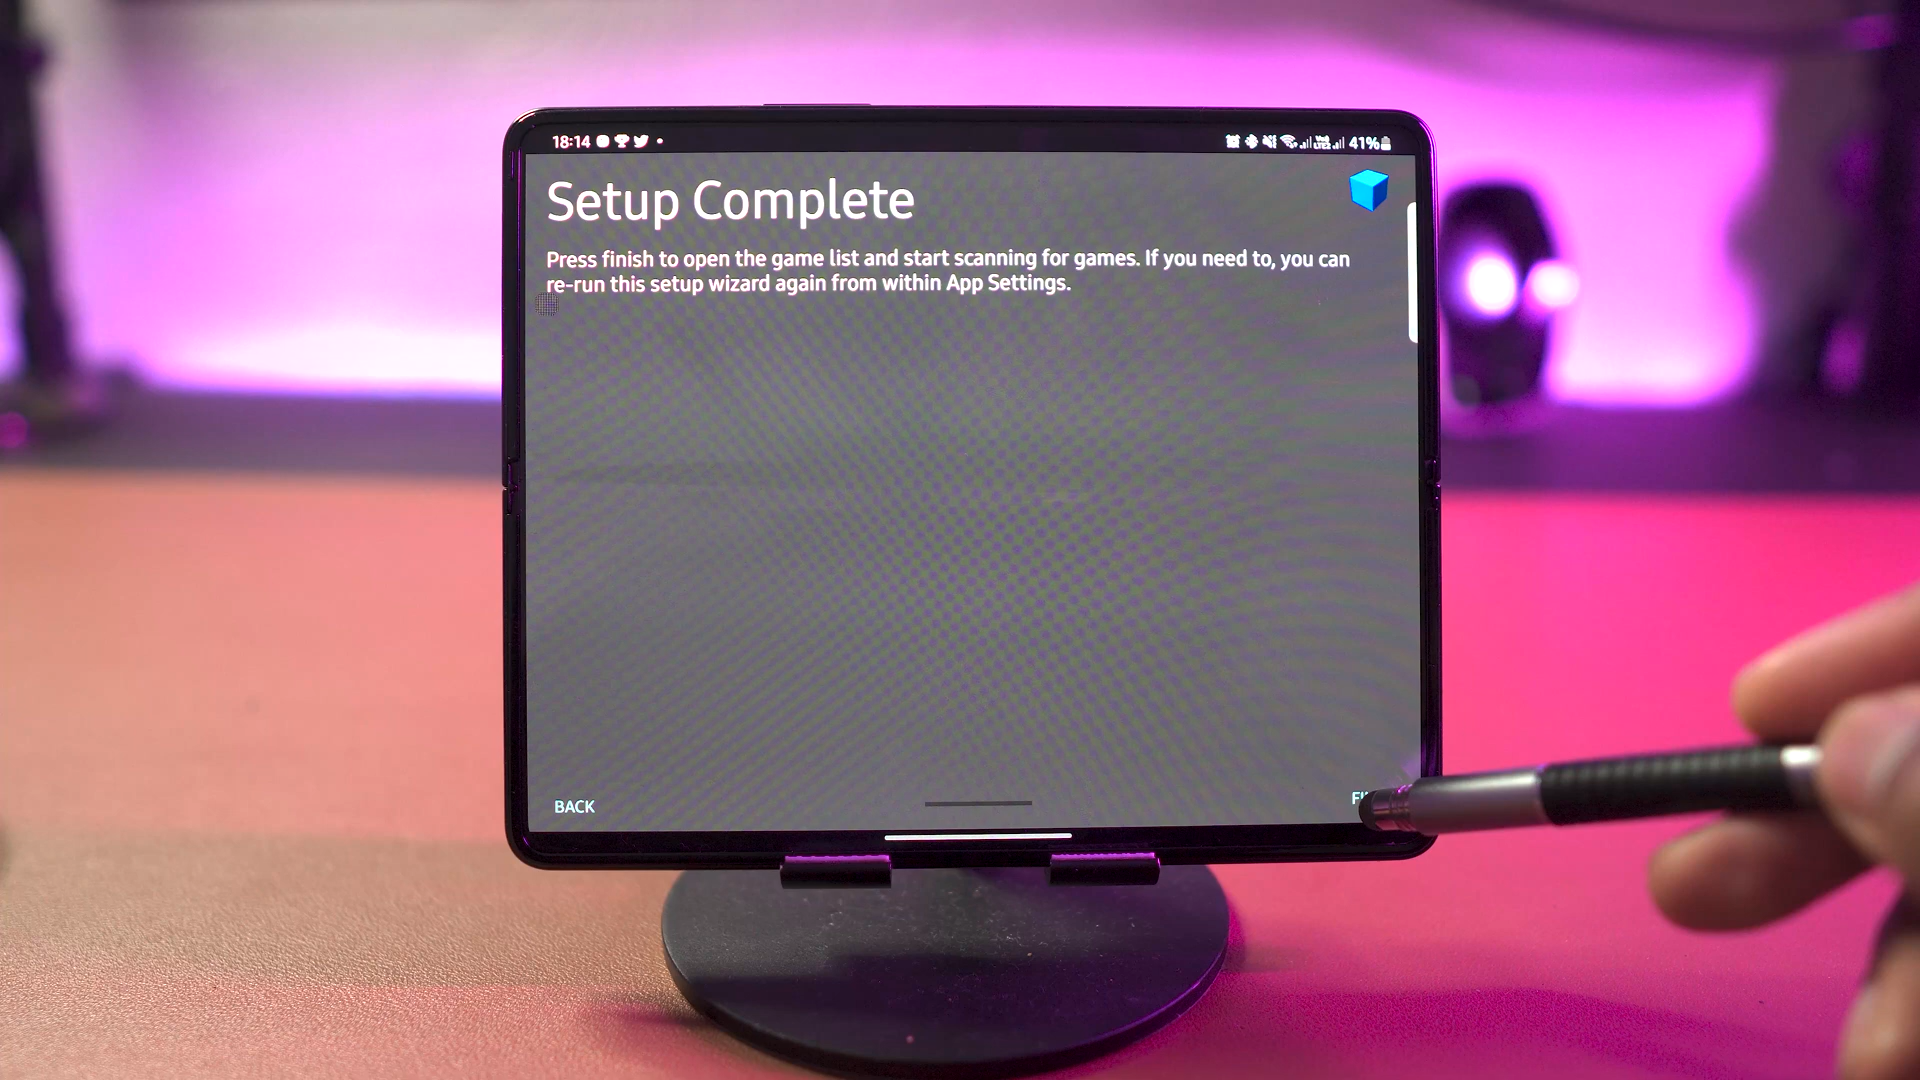 18:14
41%
Setup Complete
Press finish to open the game list and start scanning for games. If you need to, you can
re-run this setup wizard again from within App Settings.
BACK